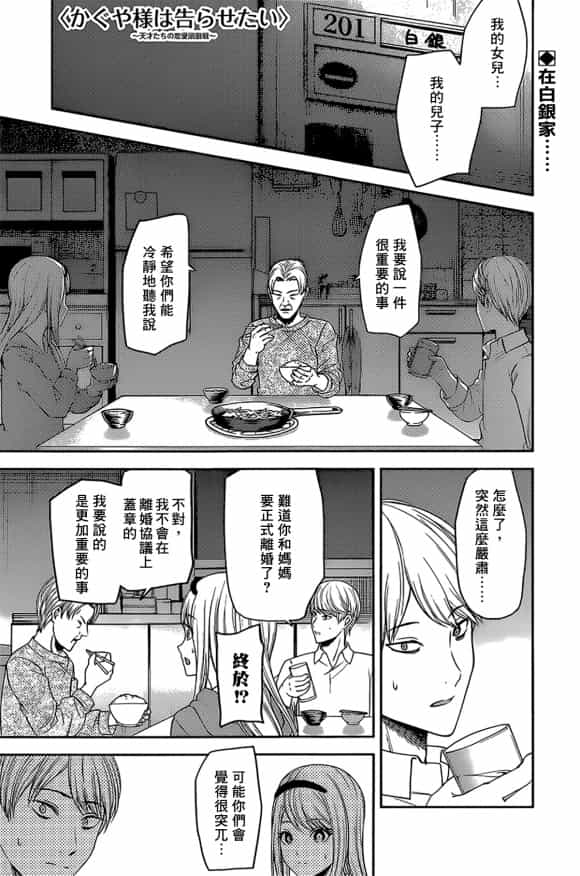 〈かぐや様は告らせたい〉
～天才たちの恋愛頭脳戦～
◆在白銀家……
201
白銀
我的女兒…
我的兒子……
我要說一件
很重要的事
希望你們能
冷靜地聽我說
怎麼了，
突然這麼嚴肅……
難道你和媽媽
要正式離婚了？
終於!?
不對，
我不會在
離婚協議上
蓋章的
我要說的
是更加重要的事
可能你們會
覺得很突兀…